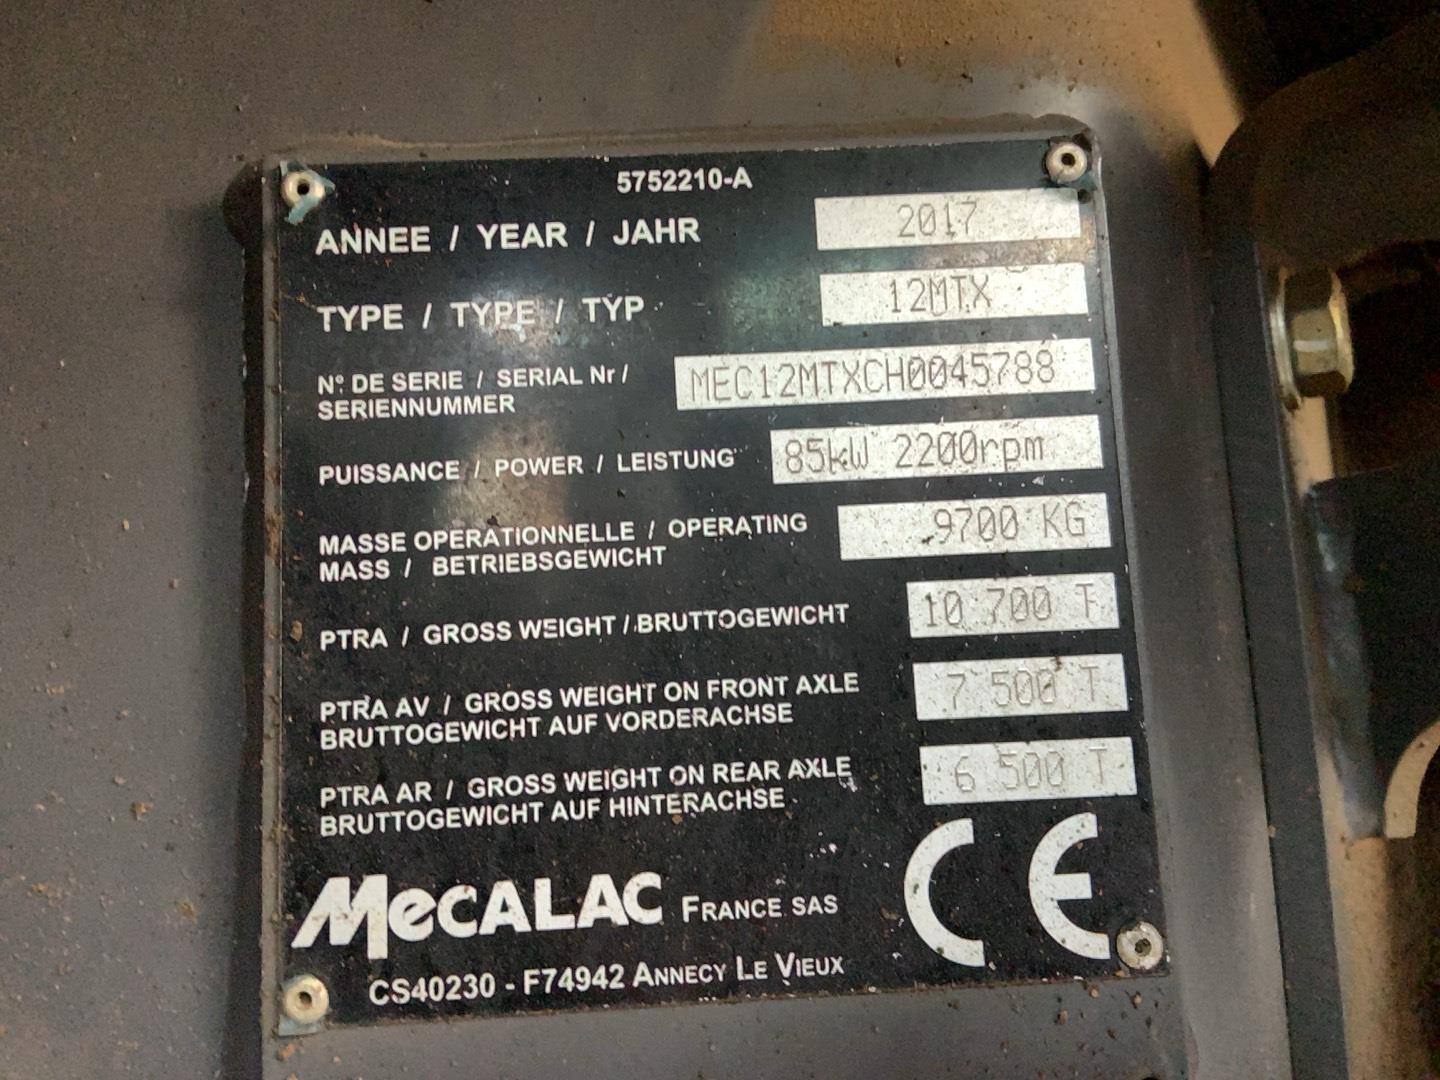 5752210-A
ANNEE / YEAR / JAHR 2017
TYPE / TYPE / TYP 12MTX
N° DE SERIE / SERIAL Nr / MEC12MTXCH0045788
SERIENNUMMER
PUISSANCE / POWER / LEISTUNG 85kW 2200rpm
MASSE OPERATIONNELLE / OPERATING 9700 KG
MASS / BETRIEBSGEWICHT
PTRA / GROSS WEIGHT / BRUTTOGEWICHT 10 700 T
PTRA AV / GROSS WEIGHT ON FRONT AXLE 7 500 T
BRUTTOGEWICHT AUF VORDERACHSE
PTRA AR / GROSS WEIGHT ON REAR AXLE 6 500 T
BRUTTOGEWICHT AUF HINTERACHSE
MeCALAC FRANCE SAS CE
CS40230 - F74942 ANNECY LE VIEUX